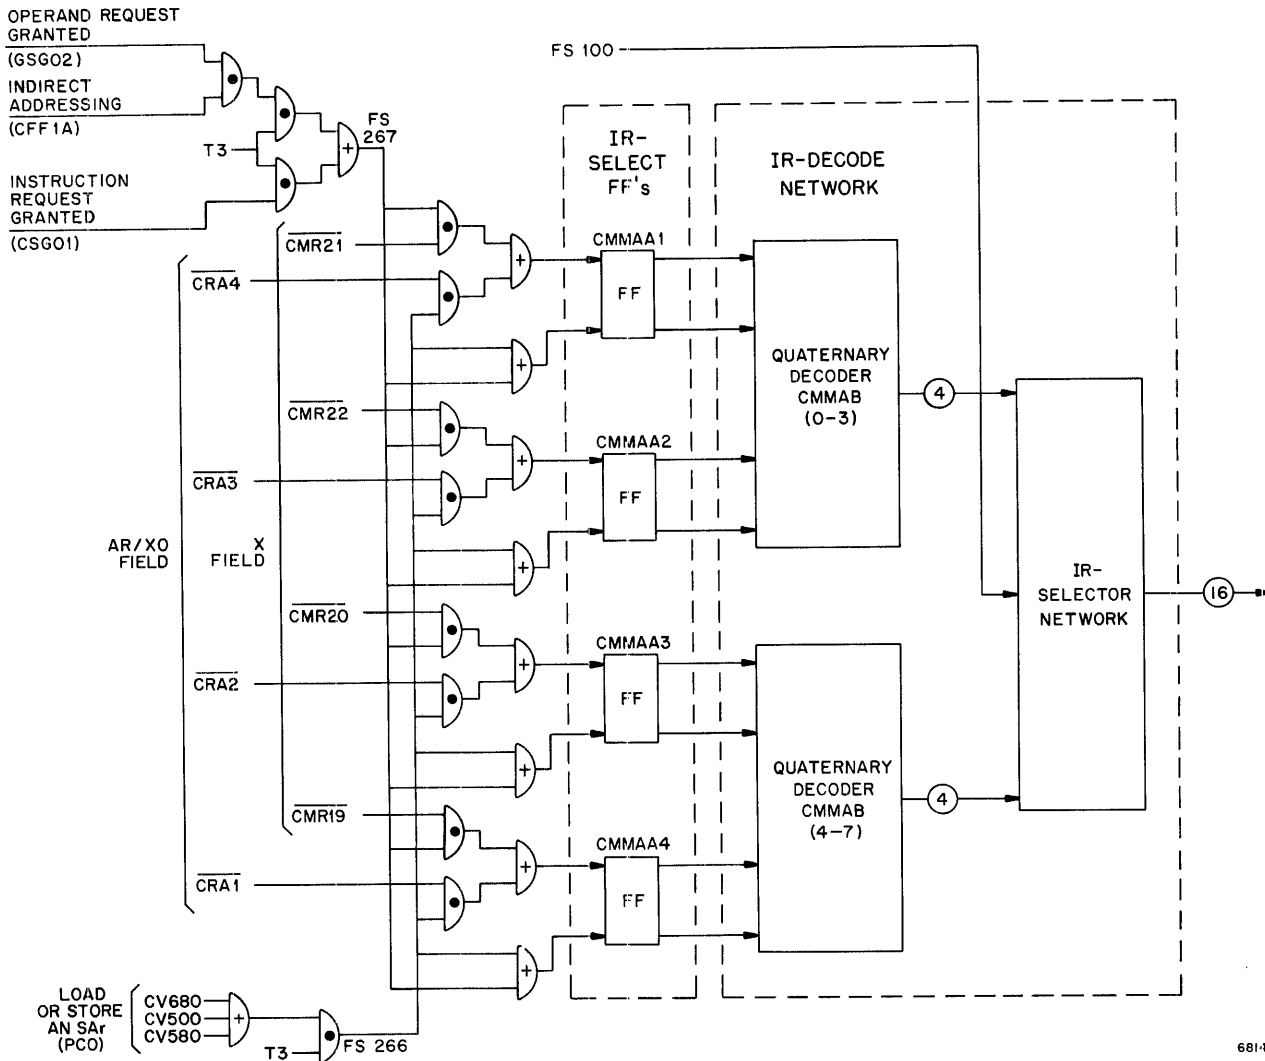 OPERAND REQUEST
GRANTED
(GSG02)
INDIRECT
ADDRESSING
(CFF1A)
T3
INSTRUCTION
REQUEST
GRANTED
(CSG01)
FS
267
FS 100
IR-
SELECT
FF's
IR-DECODE
NETWORK
CMR21
CRA4
CMMAA1
FF
CMR22
CRA3
CMMAA2
FF
QUATERNARY
DECODER
CMMAB
(0-3)
4
AR/XO
FIELD
X
FIELD
CMR20
CRA2
CMMAA3
FF
IR-
SELECTOR
NETWORK
16
CMR19
CRA1
CMMAA4
FF
QUATERNARY
DECODER
CMMAB
(4-7)
4
LOAD
OR STORE
AN SAr
(PCO)
CV680
CV500
CV580
T3
FS 266